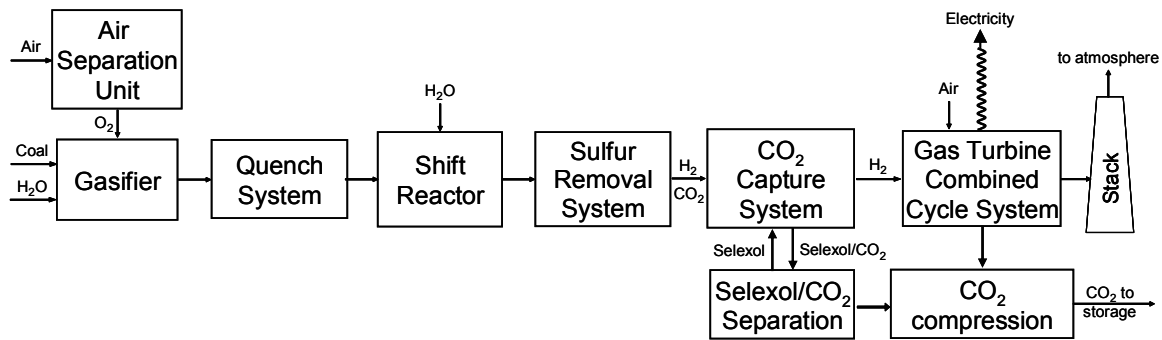 Air
Air
Separation
Unit
O₂
Coal
H₂O
Gasifier
Quench
System
H₂O
Shift
Reactor
Sulfur
Removal
System
H₂
CO₂
CO₂
Capture
System
Selexol
Selexol/CO₂
Selexol/CO₂
Separation
H₂
Electricity
Air
Gas Turbine
Combined
Cycle System
to atmosphere
Stack
CO₂
compression
CO₂ to
storage